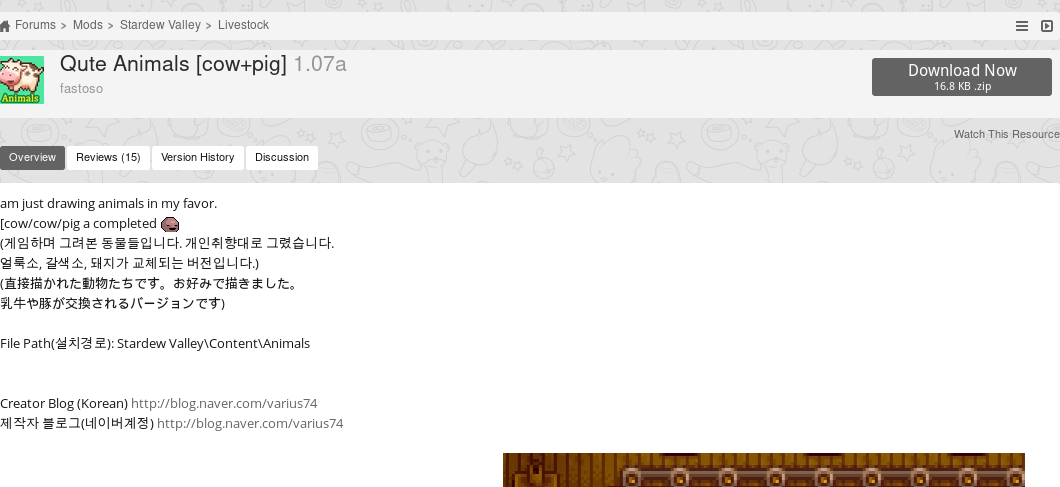 Forums > Mods > Stardew Valley > Livestock
Qute Animals [cow+pig] 1.07a
fastoso
Animals
Download Now
16.8 KB .zip
Watch This Resource
Overview Reviews (15) Version History Discussion
am just drawing animals in my favor.
[cow/cow/pig a completed
(게임하며 그려본 동물들입니다. 개인취향대로 그렸습니다.
얼룩소, 갈색소, 돼지가 교체되는 버전입니다.)
(直接描かれた動物たちです。お好みで描きました。
乳牛や豚が交換されるバージョンです)
File Path(설치경로): Stardew Valley\Content\Animals
Creator Blog (Korean) http://blog.naver.com/varius74
제작자 블로그(네이버계정) http://blog.naver.com/varius74